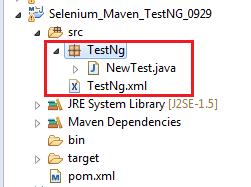 Selenium_Maven_TestNG_0929
src
TestNg
NewTest.java
TestNg.xml
JRE System Library [J2SE-1.5]
Maven Dependencies
bin
target
pom.xml